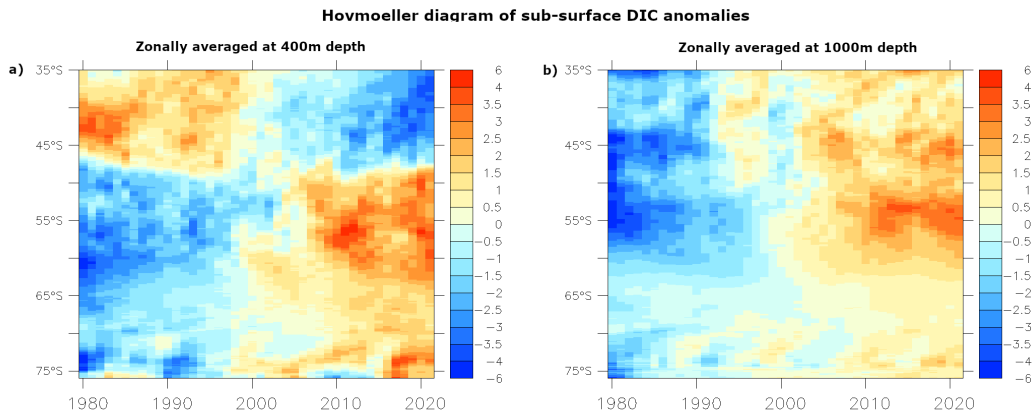 Hovmoeller diagram of sub-surface DIC anomalies
Zonally averaged at 400m depth
Zonally averaged at 1000m depth
a)
35°S
45°S
55°S
65°S
75°S
1980
1990
2000
2010
2020
6
4
3.5
2.5
2
1.5
1
0.5
0
−0.5
−1
−1.5
−2
−2.5
−3.5
−4
−6
b)
35°S
45°S
55°S
65°S
75°S
1980
1990
2000
2010
2020
6
4
3.5
2.5
2
1.5
1
0.5
0
−0.5
−1
−1.5
−2
−2.5
−3.5
−4
−6